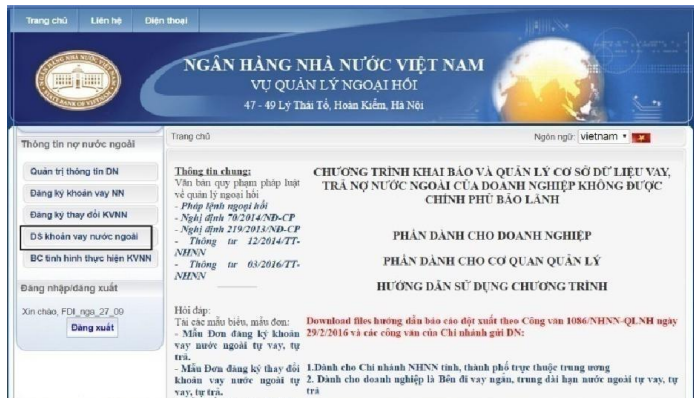 Trang chủ Liên hệ Điện thoại
NGÂN HÀNG NHÀ NƯỚC VIỆT NAM
VỤ QUẢN LÝ NGOẠI HỐI
47 - 49 Lý Thái Tổ, Hoàn Kiếm, Hà Nội
Thông tin nợ nước ngoài
Quản trị thông tin DN
Đăng ký khoản vay NN
Đăng ký thay đổi KVNN
DS khoản vay nước ngoài
BC tình hình thực hiện KVNN
Đăng nhập/đăng xuất
Xin chào, FDI_nga_27_09
Đăng xuất
Trang chủ
Ngôn ngữ: vietnam
Thông tin chung:
Văn bản quy phạm pháp luật
về quản lý ngoại hối
- Pháp lệnh ngoại hối
- Nghị định 70/2014/NĐ-CP
- Nghị định 219/2013/NĐ-CP
- Thông tư 12/2014/TT-
NHNN
- Thông tư 03/2016/TT-
NHNN
Hỏi đáp:
Tải các mẫu biểu, mẫu đơn:
- Mẫu Đơn đăng ký khoản
vay nước ngoài tự vay, tự
trả.
- Mẫu Đơn đăng ký thay đổi
khoản vay nước ngoài tự
vay, tự trả.
CHƯƠNG TRÌNH KHAI BÁO VÀ QUẢN LÝ CƠ SỞ DỮ LIỆU VAY,
TRẢ NỢ NƯỚC NGOÀI CỦA DOANH NGHIỆP KHÔNG ĐƯỢC
CHÍNH PHỦ BẢO LÃNH
PHẦN DÀNH CHO DOANH NGHIỆP
PHẦN DÀNH CHO CƠ QUAN QUẢN LÝ
HƯỚNG DẪN SỬ DỤNG CHƯƠNG TRÌNH
Download files hướng dẫn báo cáo đột xuất theo Công văn 1086/NHNN-QLNH ngày
29/2/2016 và các công văn của Chi nhánh gửi DN:
1.Dành cho Chi nhánh NHNN tỉnh, thành phố trực thuộc trung ương
2. Dành cho doanh nghiệp là Bên đi vay ngắn, trung dài hạn nước ngoài tự vay, tự
trả